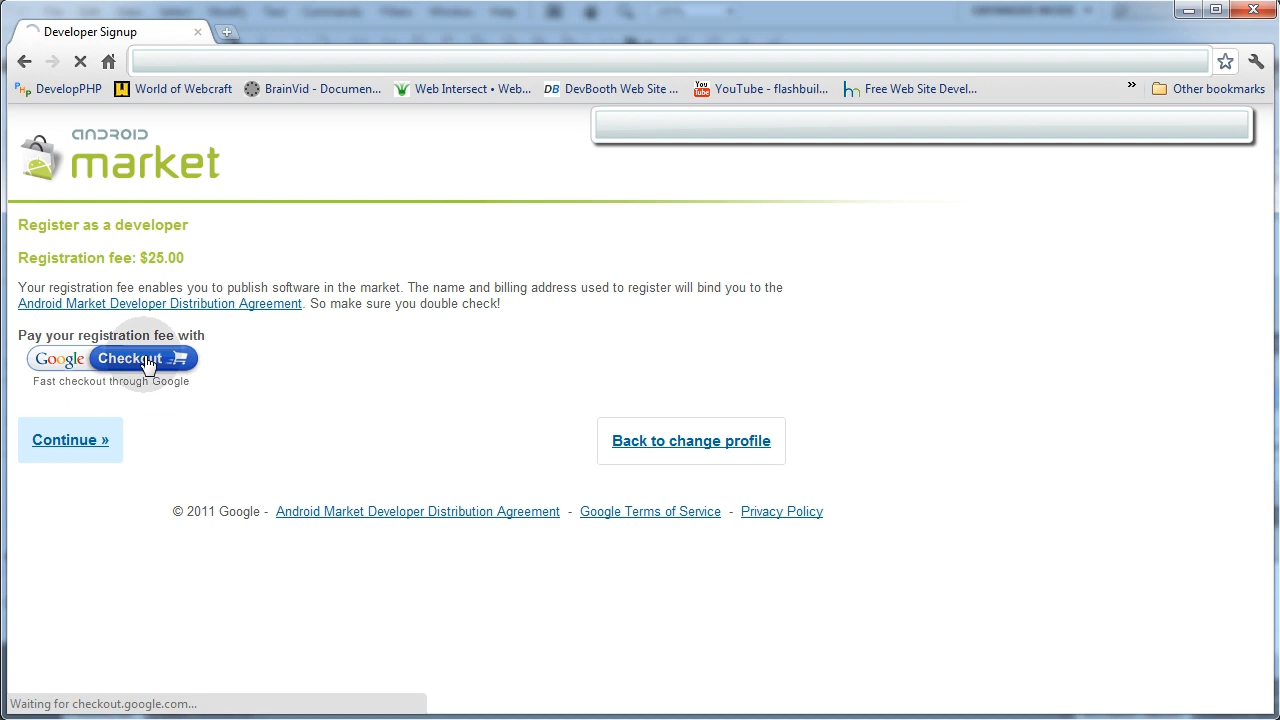 Developer Signup
DevelopPHP World of Webcraft BrainVid - Documen... Web Intersect • Web... DB DevBooth Web Site ... YouTube - flashbuil... Free Web Site Devel... » Other bookmarks
android
market
Register as a developer
Registration fee: $25.00
Your registration fee enables you to publish software in the market. The name and billing address used to register will bind you to the
Android Market Developer Distribution Agreement. So make sure you double check!
Pay your registration fee with
Google Checkout
Fast checkout through Google
Continue »
Back to change profile
© 2011 Google - Android Market Developer Distribution Agreement - Google Terms of Service - Privacy Policy
Waiting for checkout.google.com...